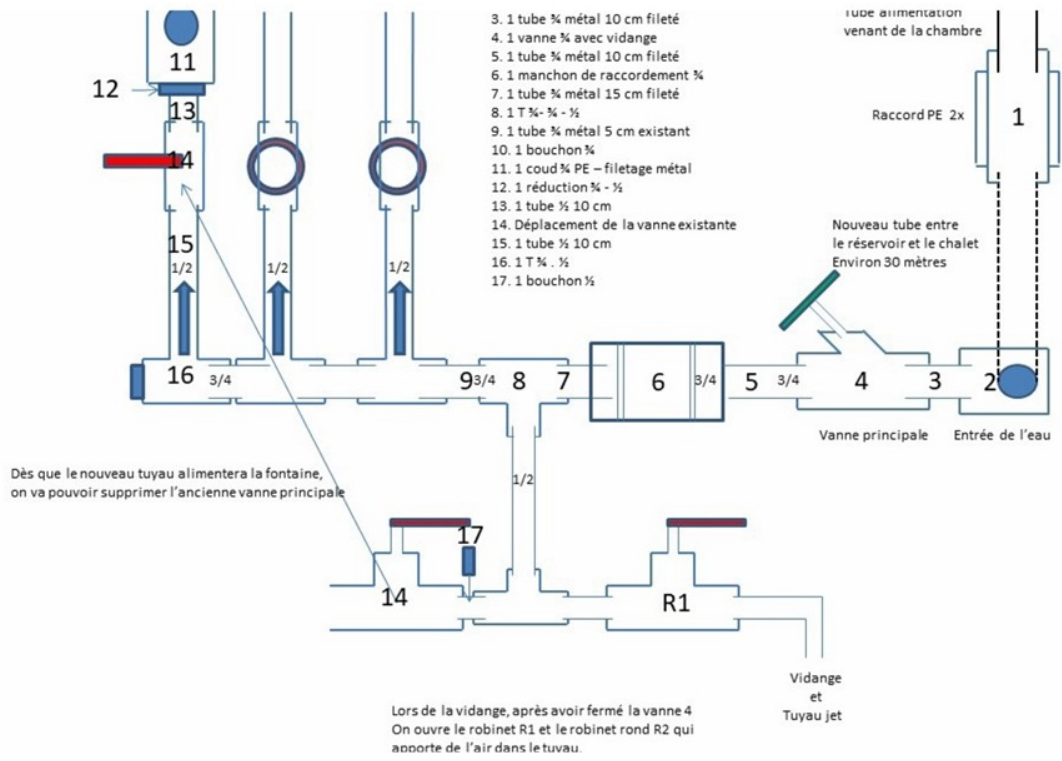 3. 1 tube ¾ métal 10 cm fileté
4. 1 vanne ¾ avec vidange
5. 1 tube ¾ métal 10 cm fileté
6. 1 manchon de raccordement ¾
7. 1 tube ¾ métal 15 cm fileté
8. 1 T ¾- ¾ - ½
9. 1 tube ¾ métal 5 cm existant
10. 1 bouchon ¾
11. 1 coud ¾ PE – filetage métal
12. 1 réduction ¾ - ½
13. 1 tube ½ 10 cm
14. Déplacement de la vanne existante
15. 1 tube ½ 10 cm
16. 1 T ¾ . ½
17. 1 bouchon ½
Tube alimentation
venant de la chambre
Raccord PE 2x
1
11
12
13
14
15
1/2
1/2
1/2
Nouveau tube entre
le réservoir et le chalet
Environ 30 mètres
16
3/4
9
3/4
8
7
6
3/4
5
3/4
4
3
2
Vanne principale
Entrée de l'eau
Dès que le nouveau tuyau alimentera la fontaine,
on va pouvoir supprimer l'ancienne vanne principale
1/2
17
14
R1
Vidange
et
Tuyau jet
Lors de la vidange, après avoir fermé la vanne 4
On ouvre le robinet R1 et le robinet rond R2 qui
apporte de l'air dans le tuyau.